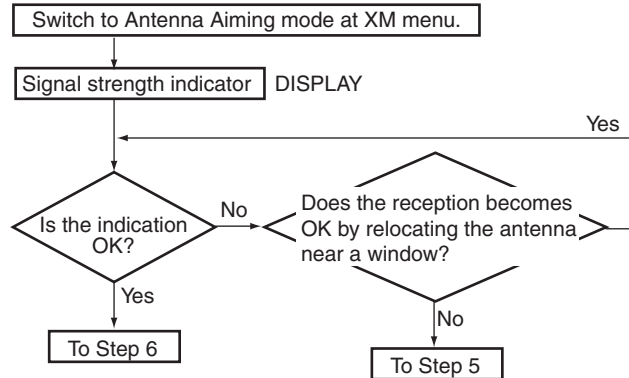 Switch to Antenna Aiming mode at XM menu.
Signal strength indicator DISPLAY
Yes
Is the indication
OK?
No
Does the reception becomes
OK by relocating the antenna
near a window?
Yes
To Step 6
No
To Step 5